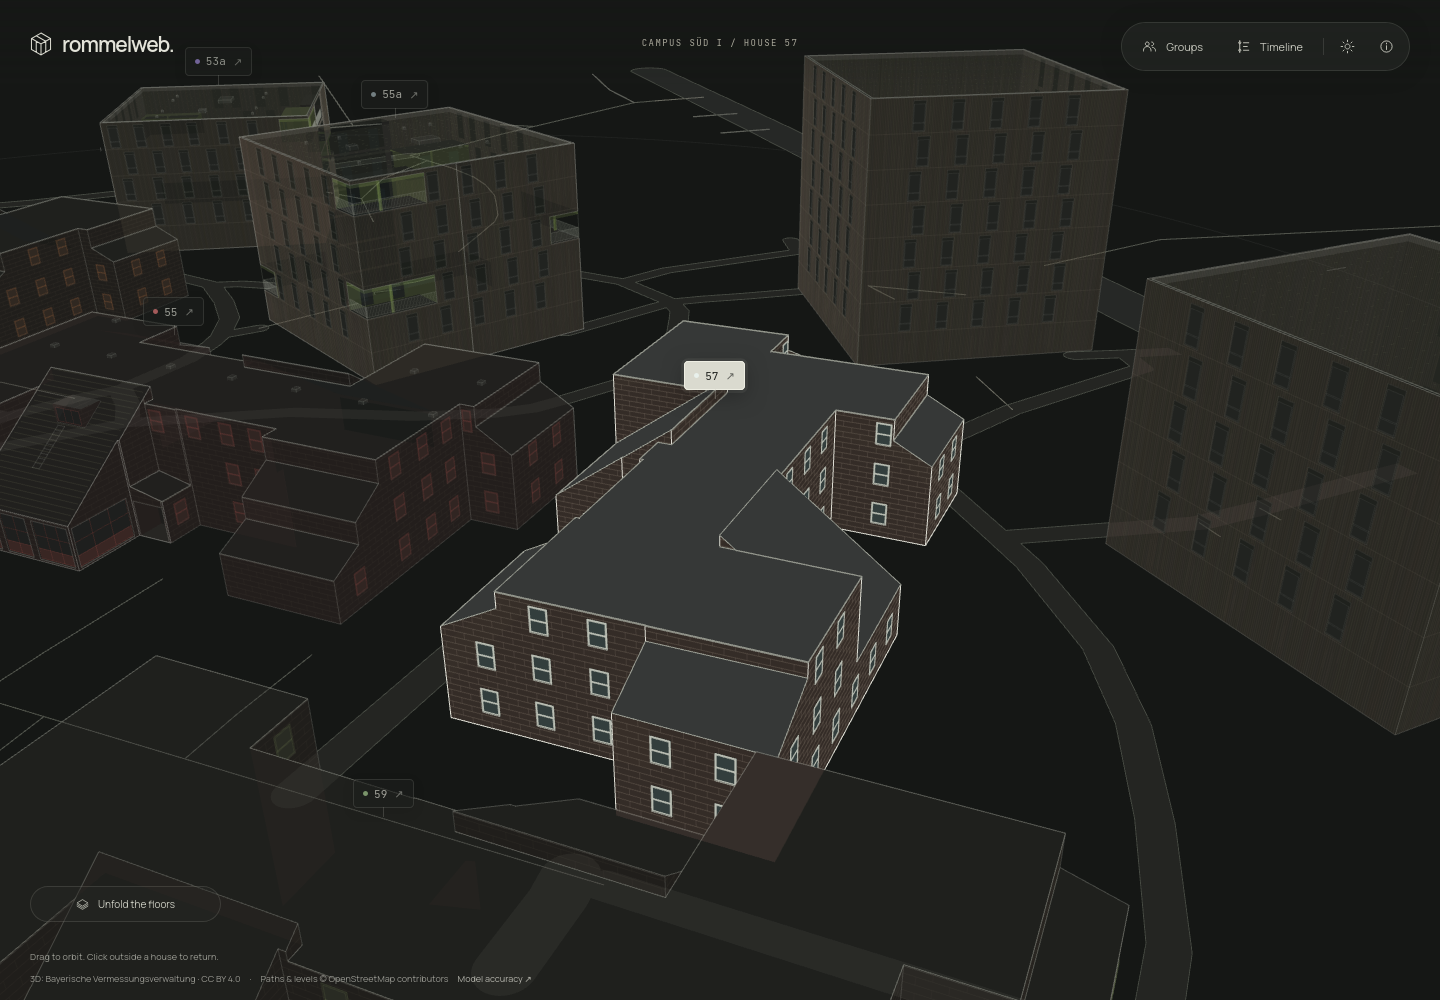 rommelweb.
CAMPUS SÜD I / HOUSE 57
Groups
Timeline
53a ↗
55a ↗
55 ↗
57 ↗
59 ↗
Unfold the floors
Drag to orbit. Click outside a house to return.
3D: Bayerische Vermessungsverwaltung · CC BY 4.0 · Paths & levels © OpenStreetMap contributors Model accuracy ↗